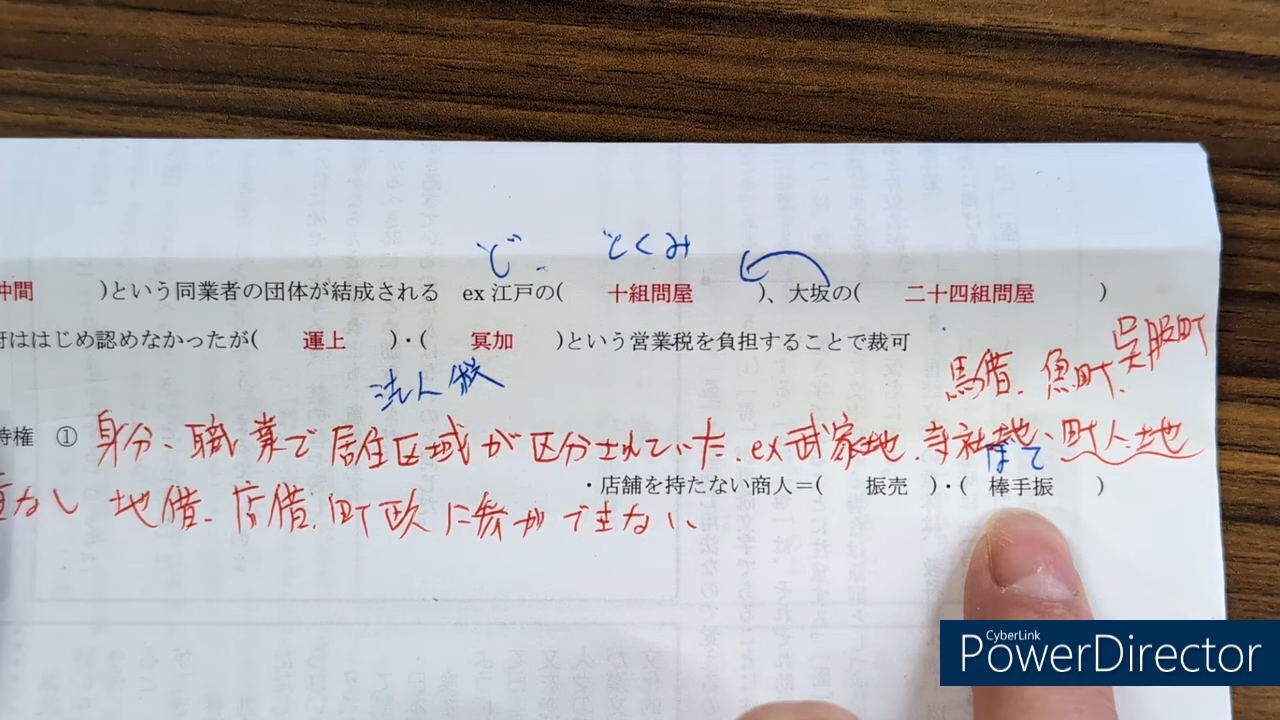 ど とくみ
仲間 )という同業者の団体が結成される ex 江戸の( 十組問屋 )、大坂の( 二十四組問屋 )
府ははじめ認めなかったが( 運上 )・( 冥加 )という営業税を負担することで裁可
呉服町
法人税 馬借、魚町、
特権 ① 身分、職業で居住区域が区分されていた、ex武家地、寺社地、町人地
ぼて
・店舗を持たない商人＝( 振売 )・( 棒手振 )
なし 地借、店借、町政に参加できない
CyberLink
PowerDirector